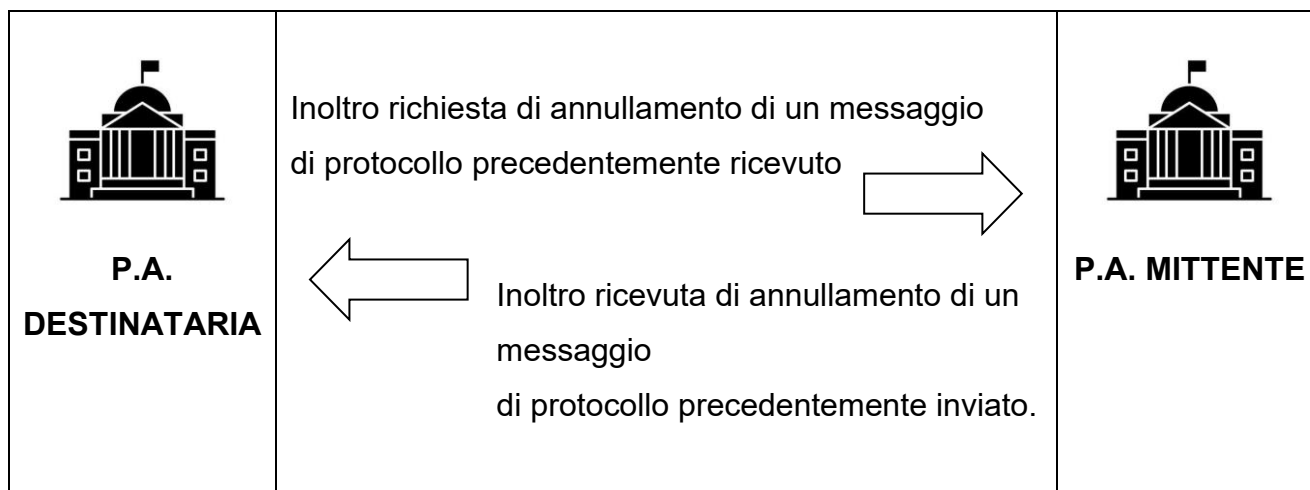 P.A.
DESTINATARIA
Inoltro richiesta di annullamento di un messaggio
di protocollo precedentemente ricevuto
Inoltro ricevuta di annullamento di un
messaggio
di protocollo precedentemente inviato.
P.A. MITTENTE